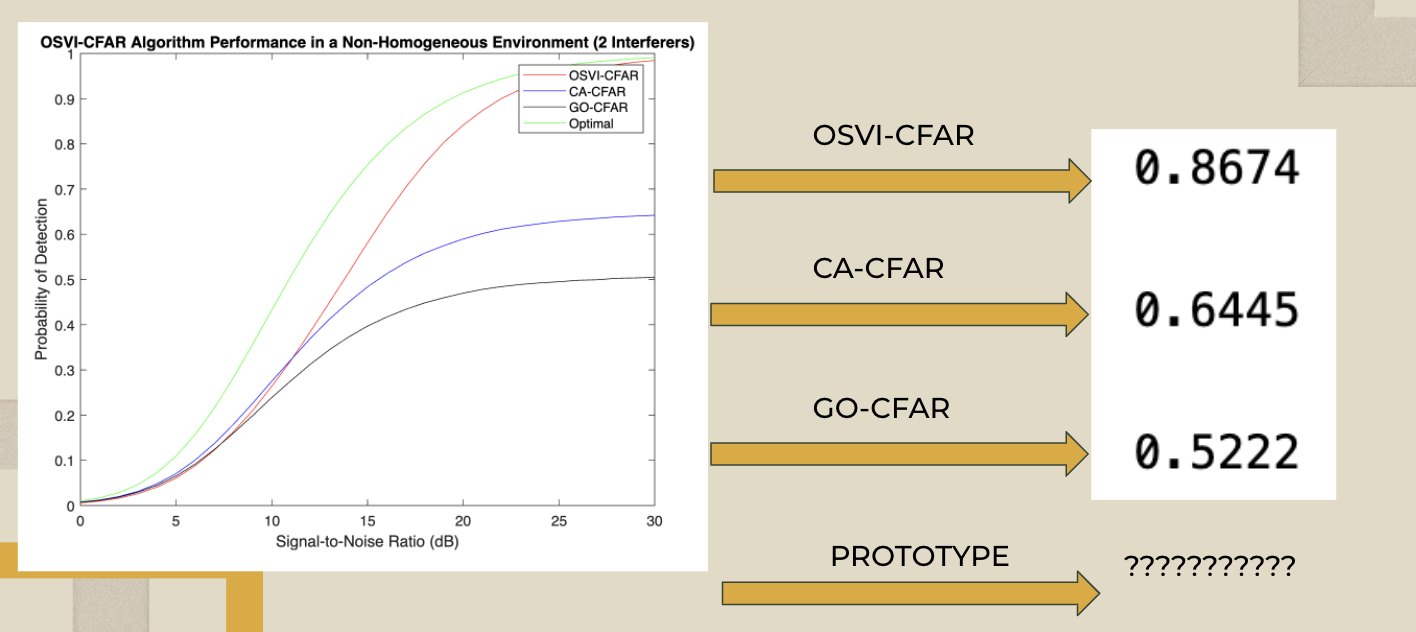 OSVI-CFAR Algorithm Performance in a Non-Homogeneous Environment (2 Interferers)
1
0.9
0.8
0.7
0.6
0.5
0.4
0.3
0.2
0.1
0
Probability of Detection
0 5 10 15 20 25 30
Signal-to-Noise Ratio (dB)
OSVI-CFAR
CA-CFAR
GO-CFAR
Optimal
OSVI-CFAR
0.8674
CA-CFAR
0.6445
GO-CFAR
0.5222
PROTOTYPE
???????????